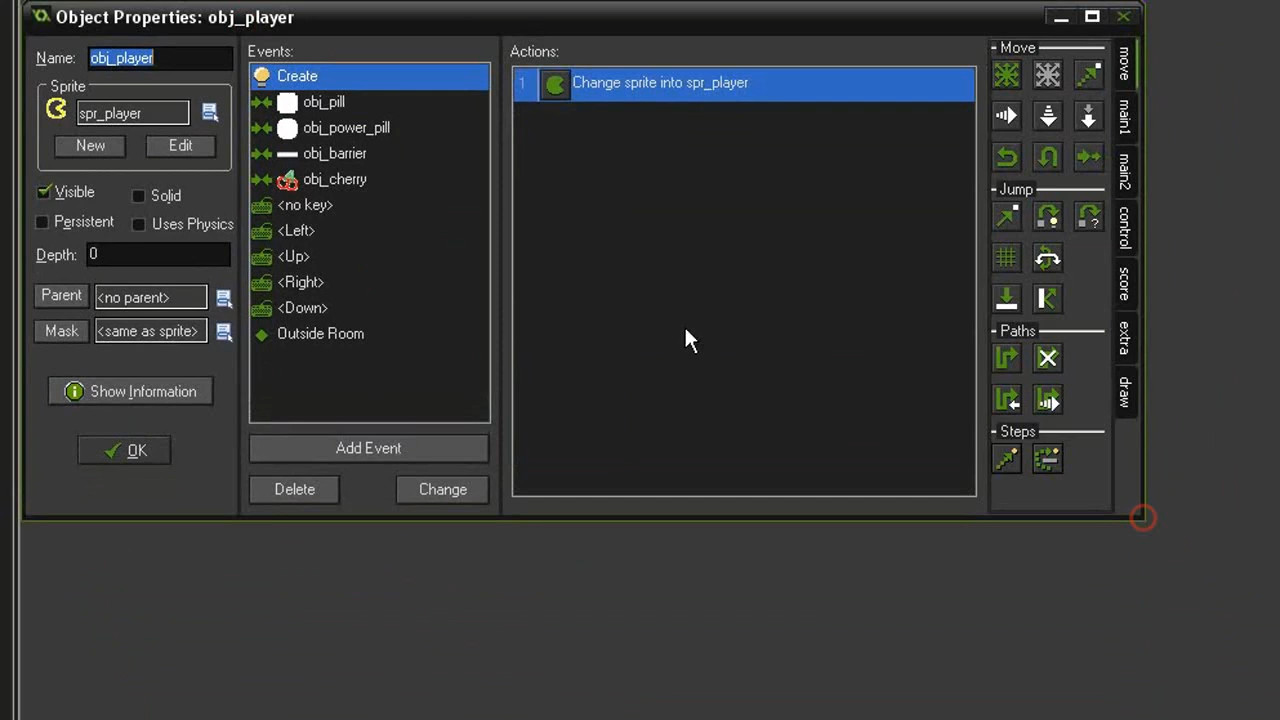 Object Properties: obj_player
Name: obj_player
Sprite
spr_player
New Edit
Visible Solid
Persistent Uses Physics
Depth: 0
Parent <no parent>
Mask <same as sprite>
Show Information
OK
Events:
Create
obj_pill
obj_power_pill
obj_barrier
obj_cherry
<no key>
<Left>
<Up>
<Right>
<Down>
Outside Room
Add Event
Delete Change
Actions:
1 Change sprite into spr_player
Move
Jump
?
Paths
Steps
move
main1
main2
control
score
extra
draw